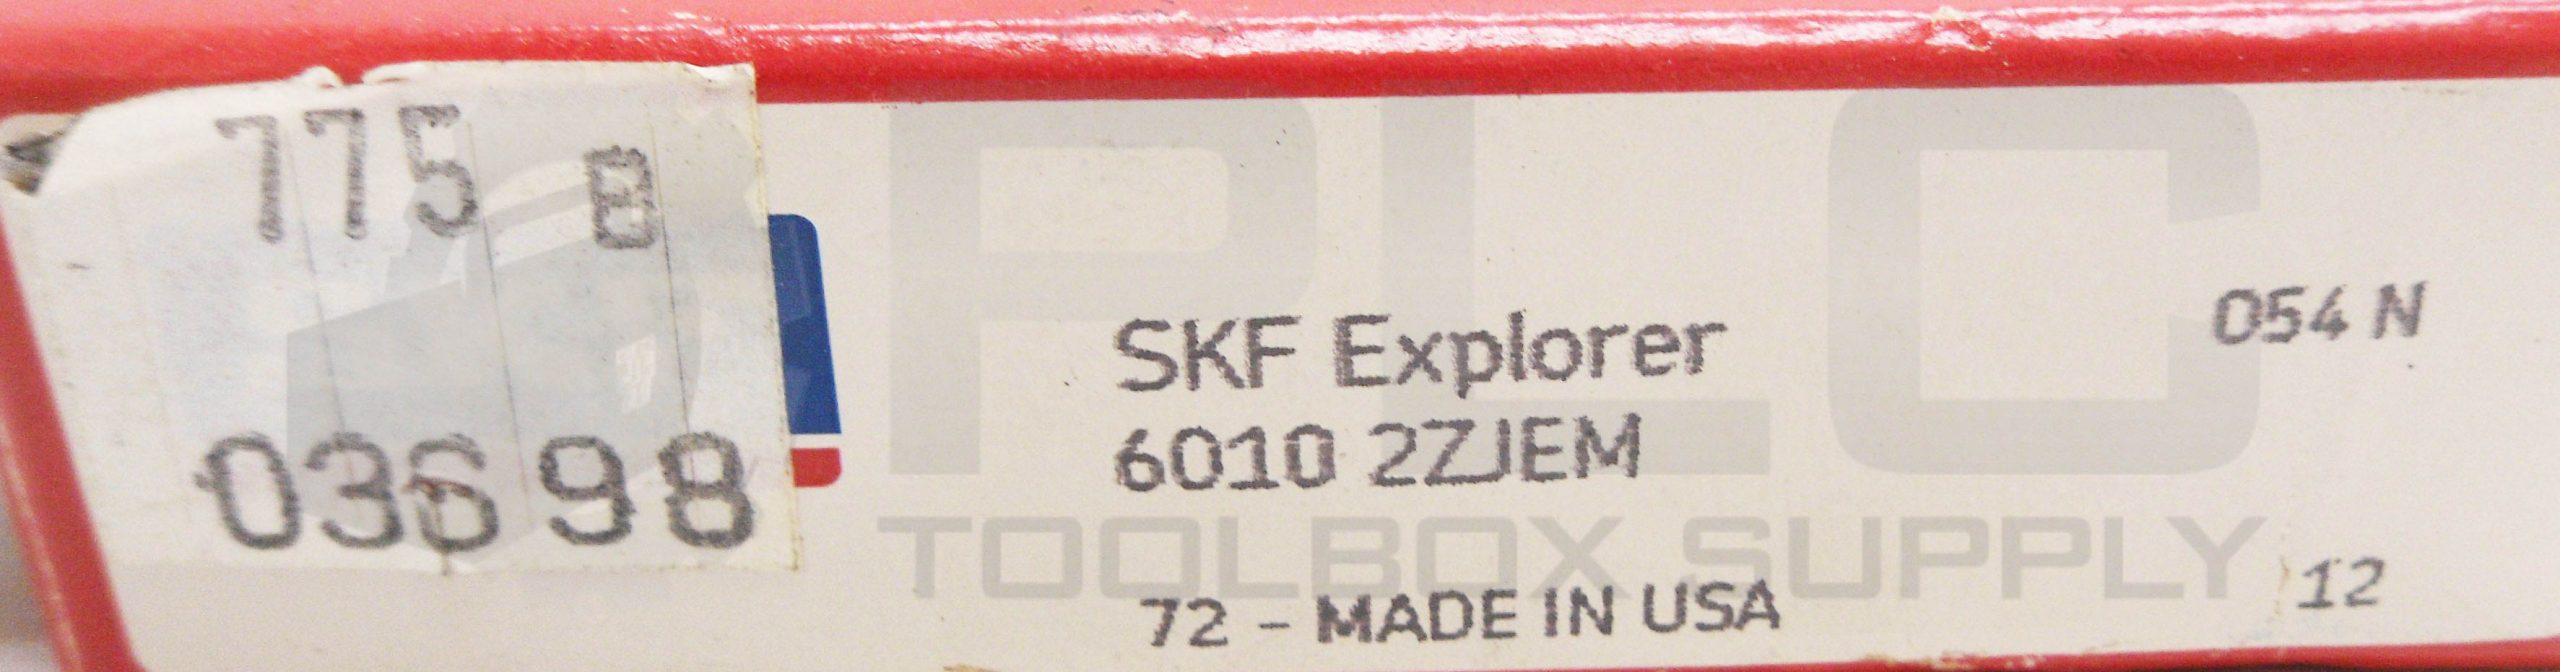 775 B
03698
PLC
TOOLBOX SUPPLY
SKF Explorer
6010 2ZJEM
72 - MADE IN USA
054 N
12